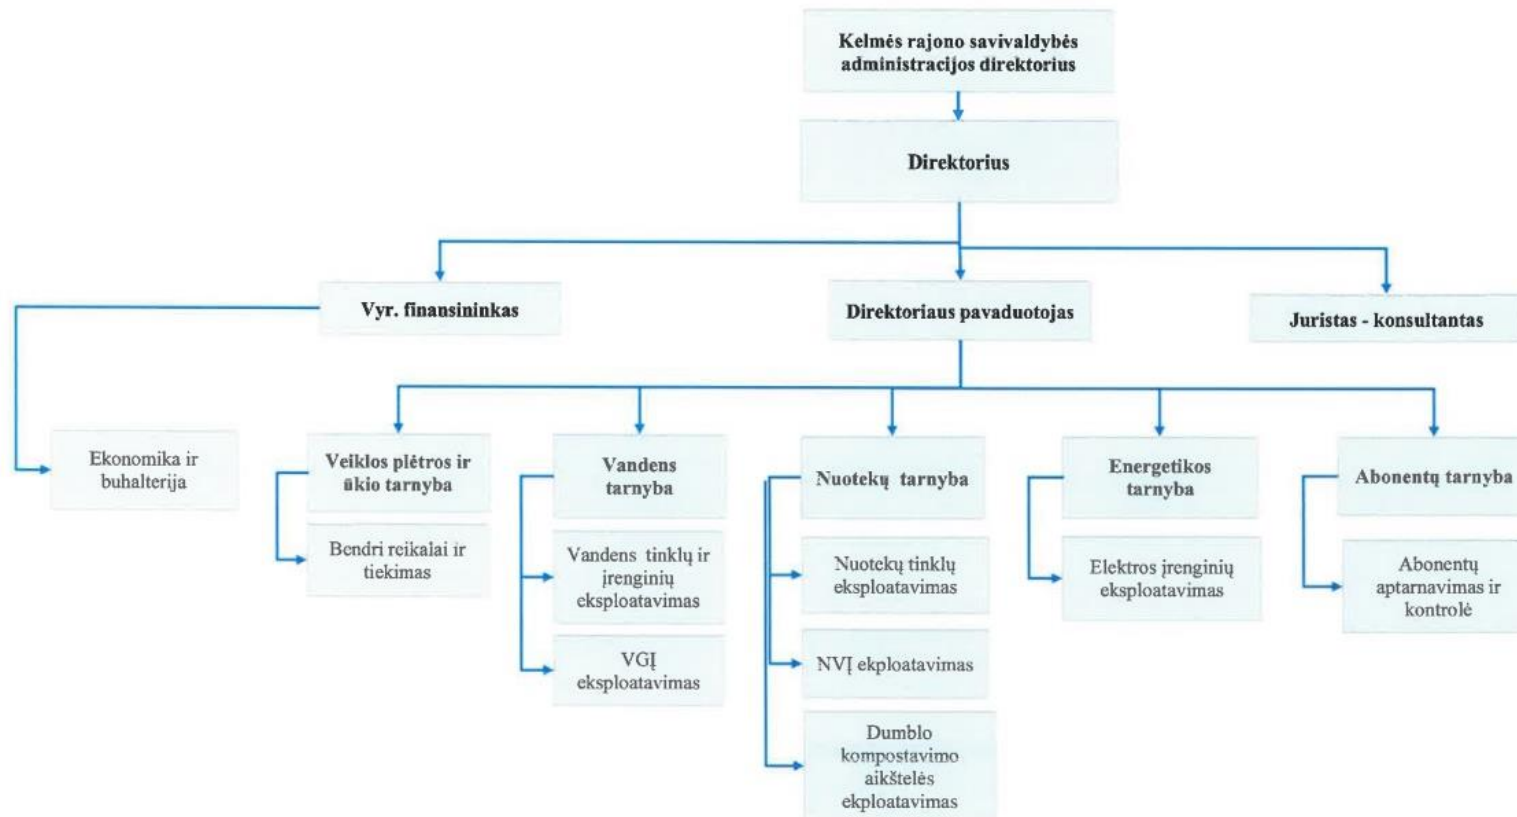 Kelmės rajono savivaldybės
administracijos direktorius
Direktorius
Vyr. finansininkas
Direktoriaus pavaduotojas
Juristas - konsultantas
Ekonomika ir
buhalterija
Veiklos plėtros ir
ūkio tarnyba
Vandens
tarnyba
Nuotekų tarnyba
Energetikos
tarnyba
Abonentų tarnyba
Bendri reikalai ir
tiekimas
Vandens tinklų ir
įrenginių
eksploatavimas
Nuotekų tinklų
eksploatavimas
Elektros įrenginių
eksploatavimas
Abonentų
aptarnavimas ir
kontrolė
VGĮ
eksploatavimas
NVĮ ekploatavimas
Dumblo
kompostavimo
aikštelės
ekploatavimas